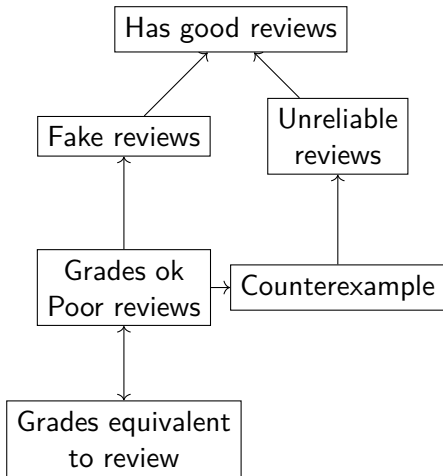 Has good reviews
Fake reviews
Unreliable
reviews
Grades ok
Poor reviews
Counterexample
Grades equivalent
to review